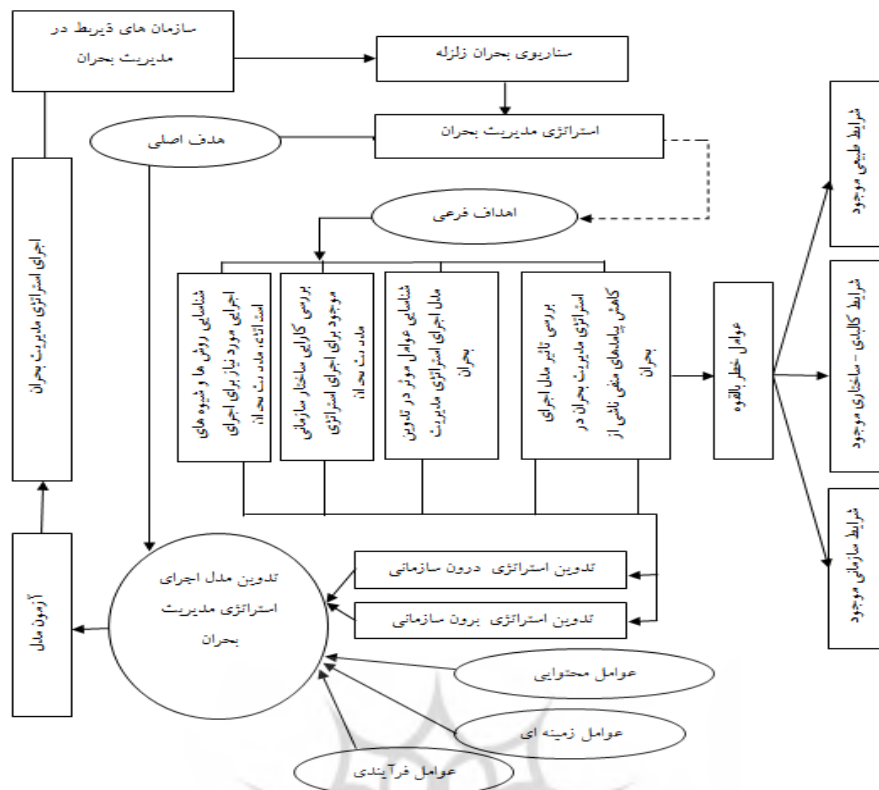 سازمان های ذیربط در
مدیریت بحران
سناریوی بحران زلزله
استراتژی مدیریت بحران
هدف اصلی
اهداف فرعی
شناسایی روش ها و شیوه های
اجرایی مورد نیاز برای اجرای
استراتژی مدیریت بحران
بررسی کارایی ساختار سازمانی
موجود برای اجرای استراتژی
مدیریت بحران
شناسایی عوامل موثر در تدوین
مدل اجرای استراتژی مدیریت
بحران
بررسی تاثیر مدل اجرای
استراتژی مدیریت بحران در
کاهش پیامدهای منفی ناشی از
بحران
عوامل خطر بالقوه
شرایط طبیعی موجود
شرایط کالبدی – ساختاری موجود
شرایط سازمانی موجود
تدوین استراتژی درون سازمانی
تدوین استراتژی برون سازمانی
عوامل محتوایی
عوامل زمینه ای
عوامل فرآیندی
تدوین مدل اجرای
استراتژی مدیریت
بحران
آزمون مدل
اجرای استراتژی مدیریت بحران